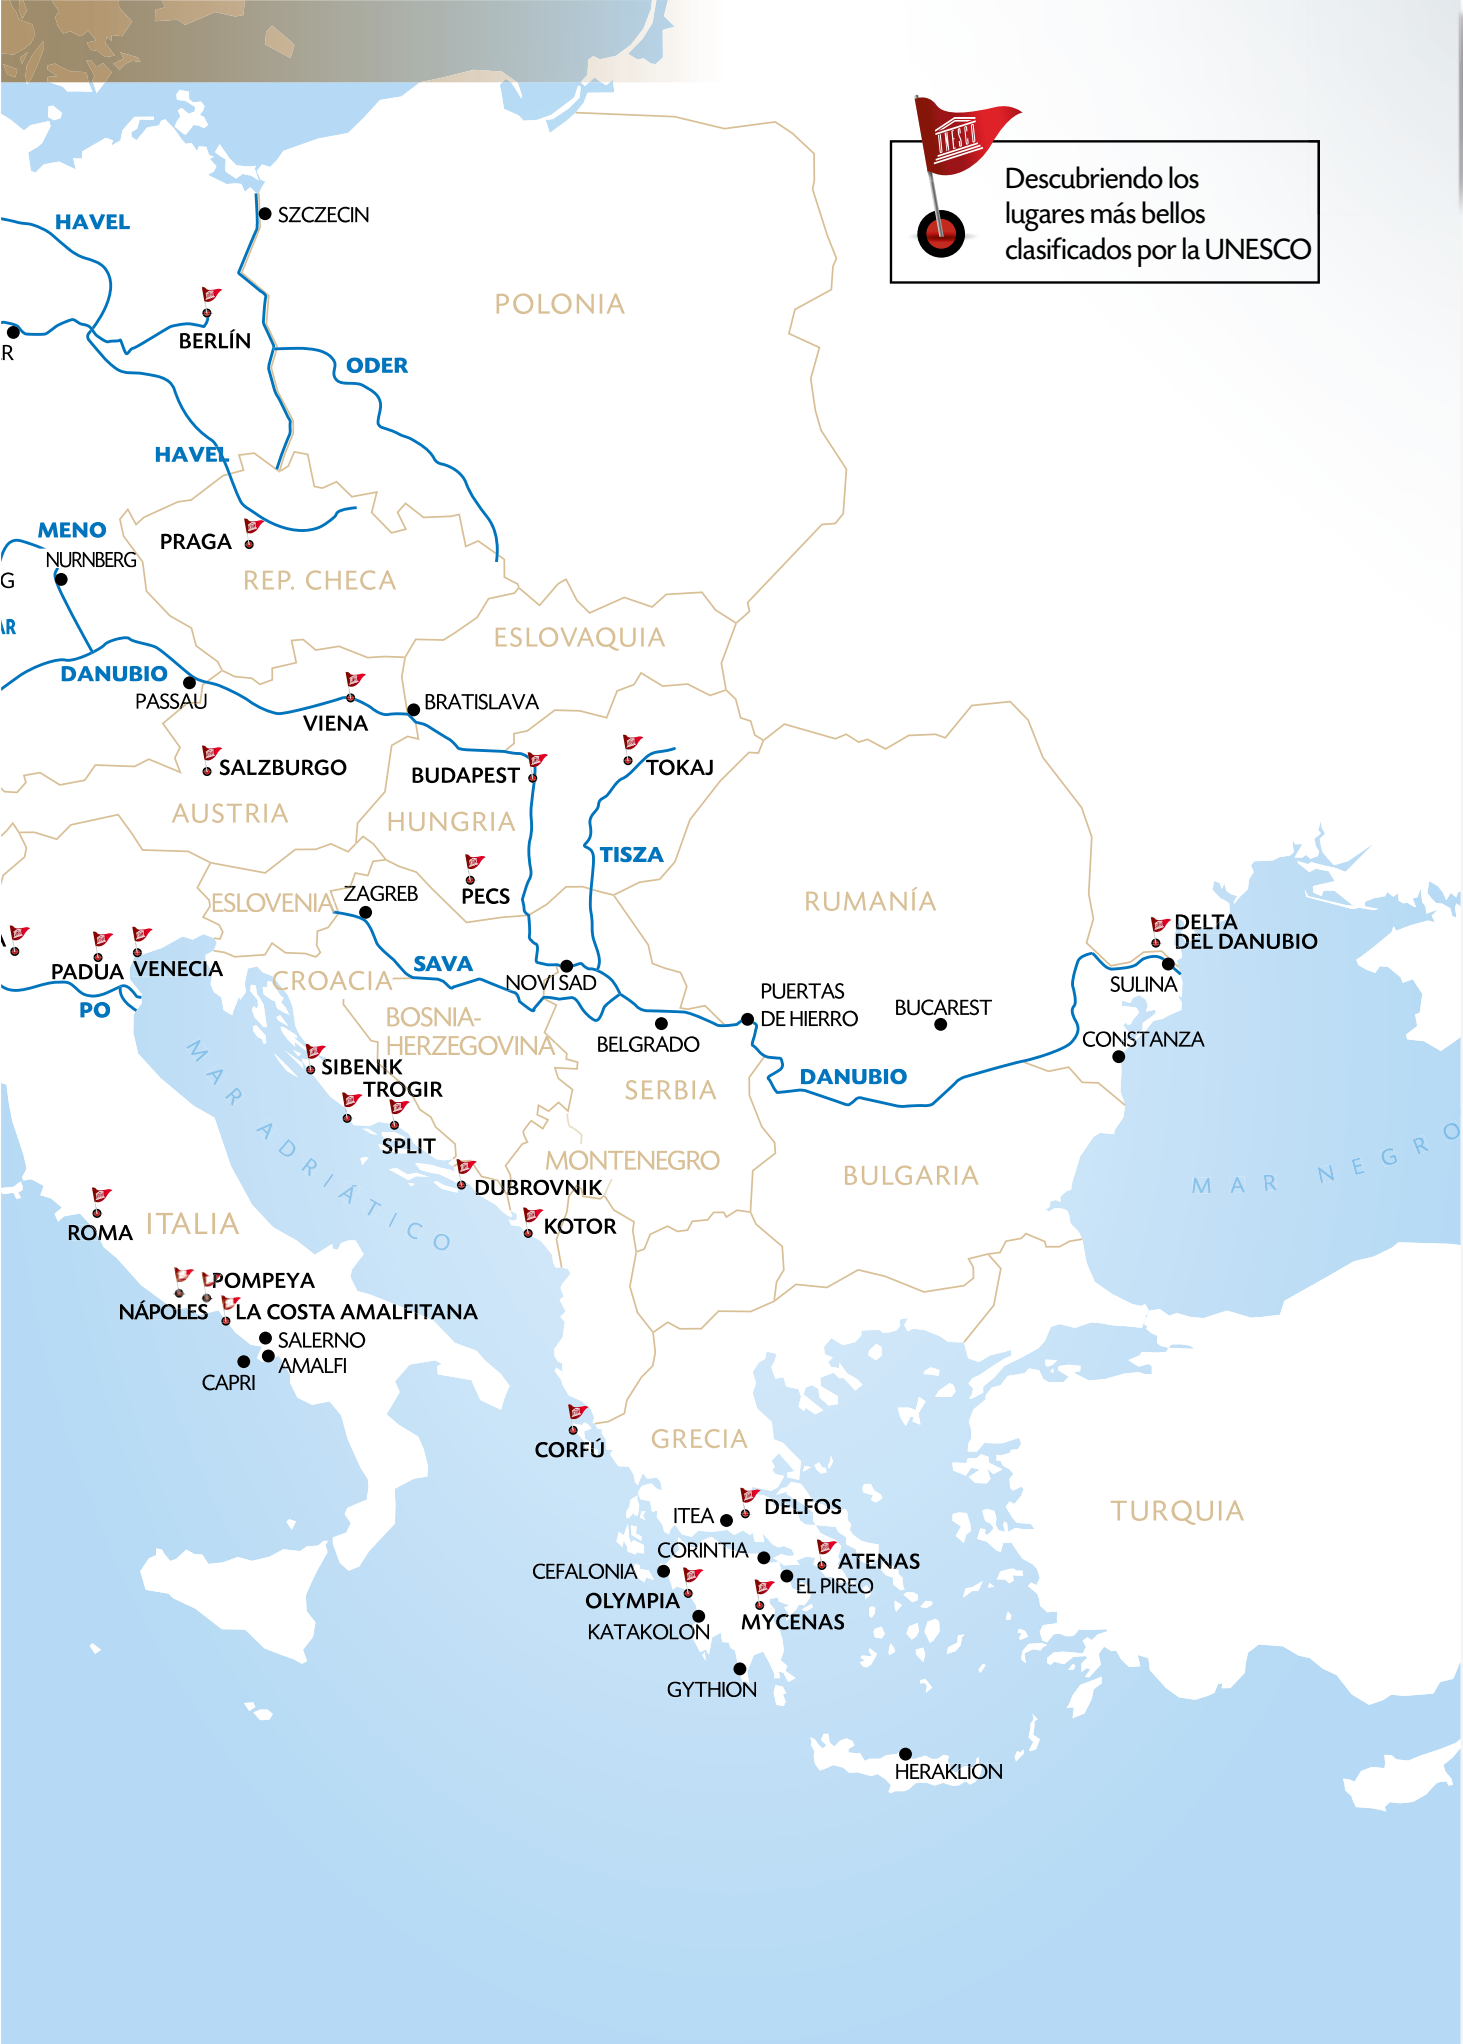 UNESCO
Descubriendo los
lugares más bellos
clasificados por la UNESCO
HAVEL
SZCZECIN
POLONIA
BERLÍN
R
ODER
HAVEL
MENO
NURNBERG
G
PRAGA
REP. CHECA
AR
ESLOVAQUIA
DANUBIO
PASSAU
VIENA
BRATISLAVA
SALZBURGO
BUDAPEST
TOKAJ
AUSTRIA
HUNGRIA
TISZA
PECS
ESLOVENIA
ZAGREB
RUMANÍA
DELTA
DEL DANUBIO
A
PADUA
VENECIA
SAVA
NOVI SAD
SULINA
CROACIA
PO
PUERTAS
DE HIERRO
BUCAREST
BOSNIA-
HERZEGOVINA
BELGRADO
CONSTANZA
SIBENIK
TROGIR
DANUBIO
SERBIA
MAR ADRIÁTICO
SPLIT
MONTENEGRO
BULGARIA
MAR NEGRO
DUBROVNIK
KOTOR
ROMA
ITALIA
POMPEYA
NÁPOLES
LA COSTA AMALFITANA
SALERNO
AMALFI
CAPRI
CORFÚ
GRECIA
ITEA
DELFOS
TURQUIA
CORINTIA
ATENAS
CEFALONIA
EL PIREO
OLYMPIA
MYCENAS
KATAKOLON
GYTHION
HERAKLION